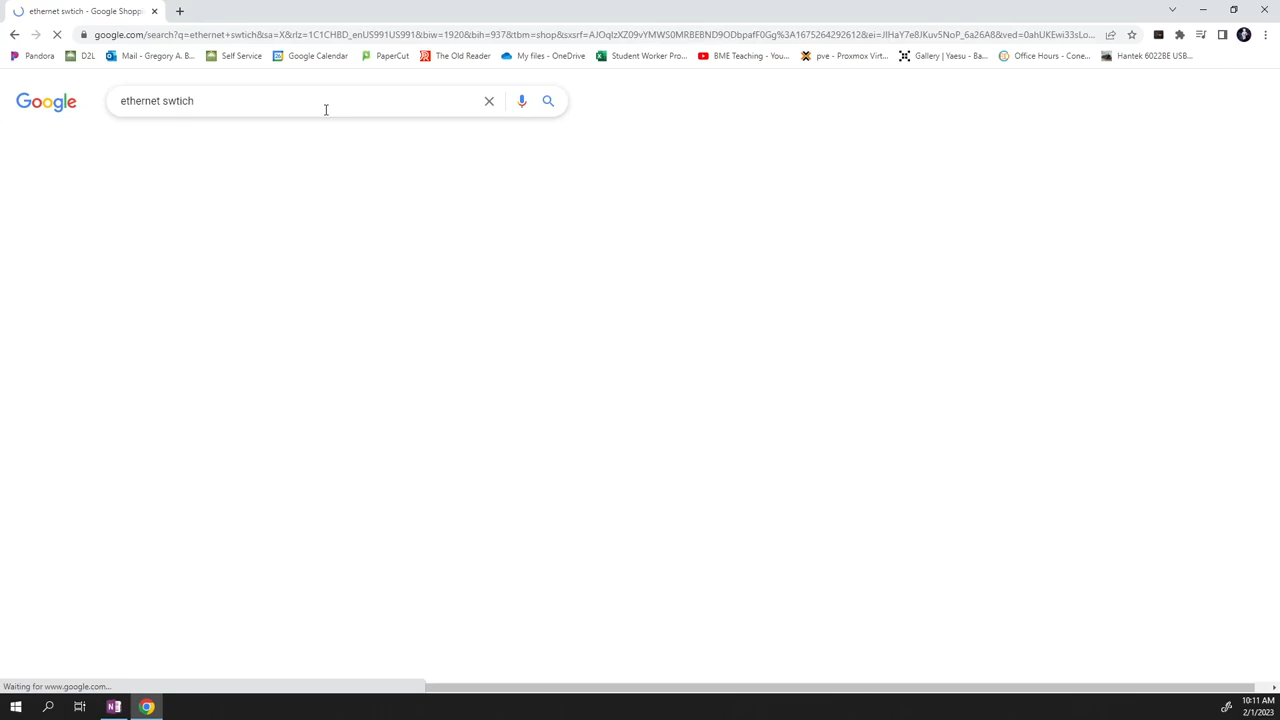 ethernet swtich - Google Shoppi
google.com/search?q=ethernet+swtich&sa=X&rlz=1C1CHBD_enUS991US991&biw=1920&bih=937&tbm=shop&sxsrf=AJOqlzXZ09vYMWS0MRBEBND9ODbpafF0Gg%3A1675264292612&ei=JIHaY7e8JKuv5NoP_6a26A8&ved=0ahUKEwi33sLo...
Pandora D2L Mail - Gregory A. B... Self Service Google Calendar PaperCut The Old Reader My files - OneDrive Student Worker Pro... BME Teaching - You... pve - Proxmox Virt... Gallery | Yaesu - Ba... Office Hours - Cone... Hantek 6022BE USB...
Google ethernet swtich
Waiting for www.google.com...
10:11 AM
2/1/2023